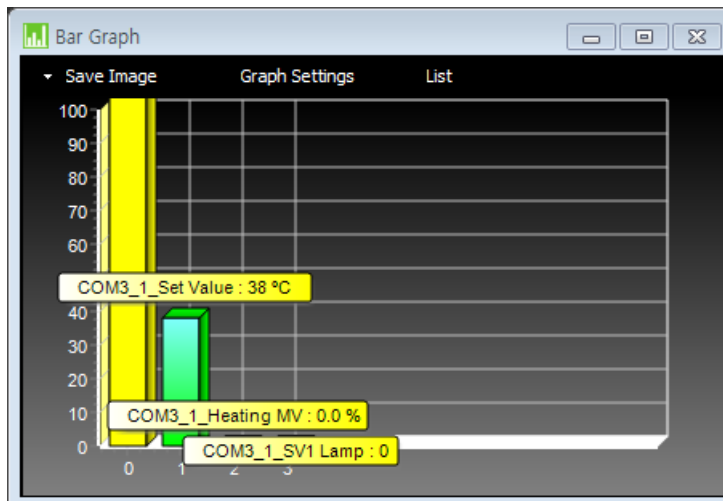 Bar Graph
Save Image Graph Settings List
100
90
80
70
60
COM3_1_Set Value : 38 ºC
40
30
20
10
COM3_1_Heating MV : 0.0 %
0
COM3_1_SV1 Lamp : 0
0 1 2 3